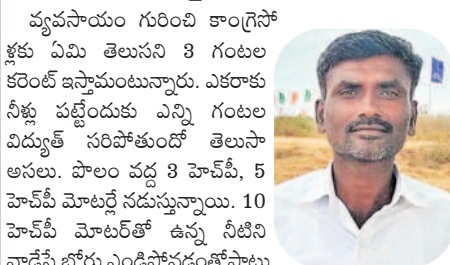 వ్యవసాయం గురించి కాంగ్రెసో
ళ్లకు ఏమి తెలుసని 3 గంటల
కరెంట్ ఇస్తామంటున్నారు. ఎకరాకు
నీళ్లు పట్టేందుకు ఎన్ని గంటల
విద్యుత్ సరిపోతుందో తెలుసా
అసలు. పొలం వద్ద 3 హెచ్‌పీ, 5
హెచ్‌పీ మోటర్లే నడుస్తున్నాయి. 10
హెచ్‌పీ మోటర్‌తో ఉన్న నీటిని
వాడేస్తే బోరు ఎండిపోవడంతోపాటు